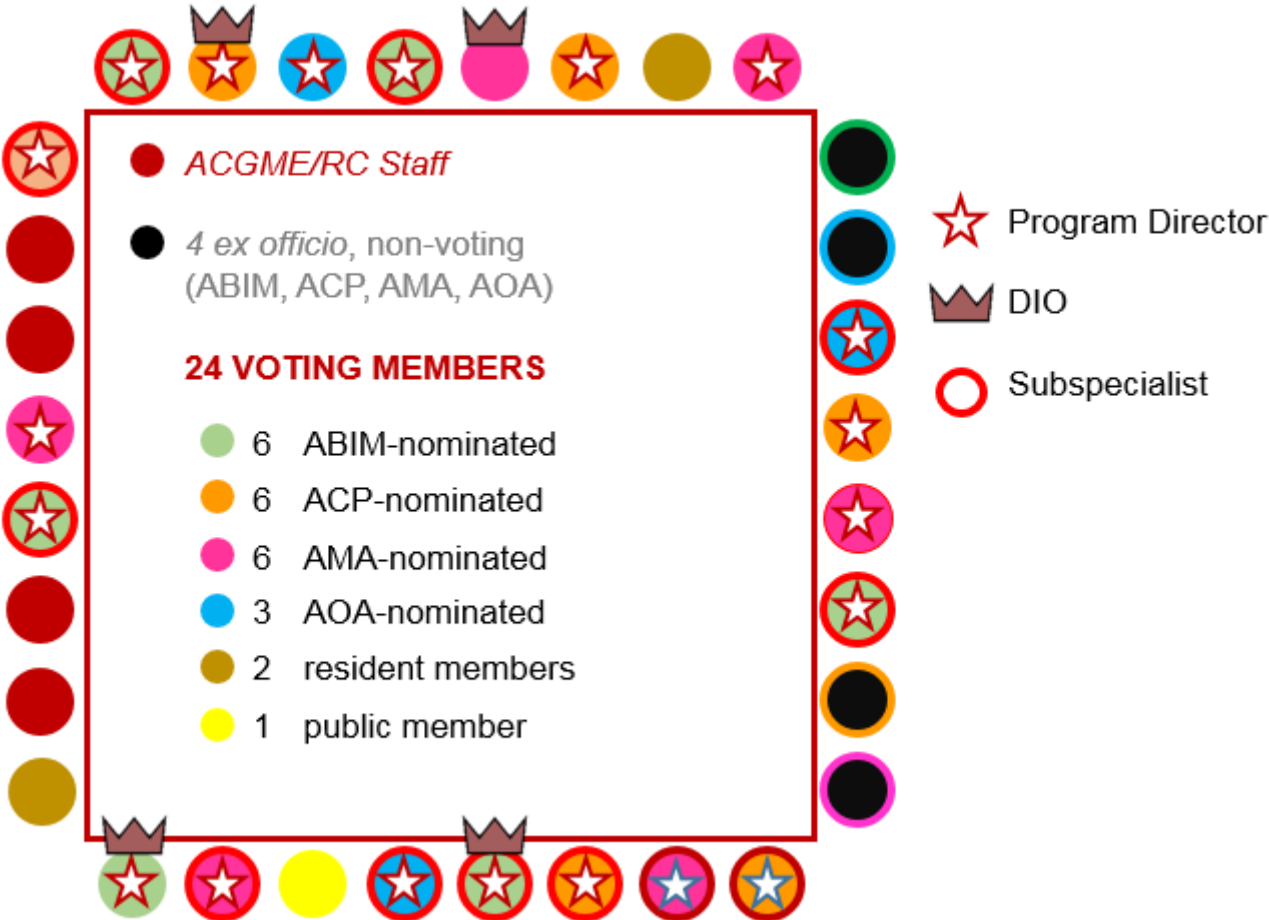 ACGME/RC Staff
4 ex officio, non-voting
(ABIM, ACP, AMA, AOA)
24 VOTING MEMBERS
6 ABIM-nominated
6 ACP-nominated
6 AMA-nominated
3 AOA-nominated
2 resident members
1 public member
Program Director
DIO
Subspecialist